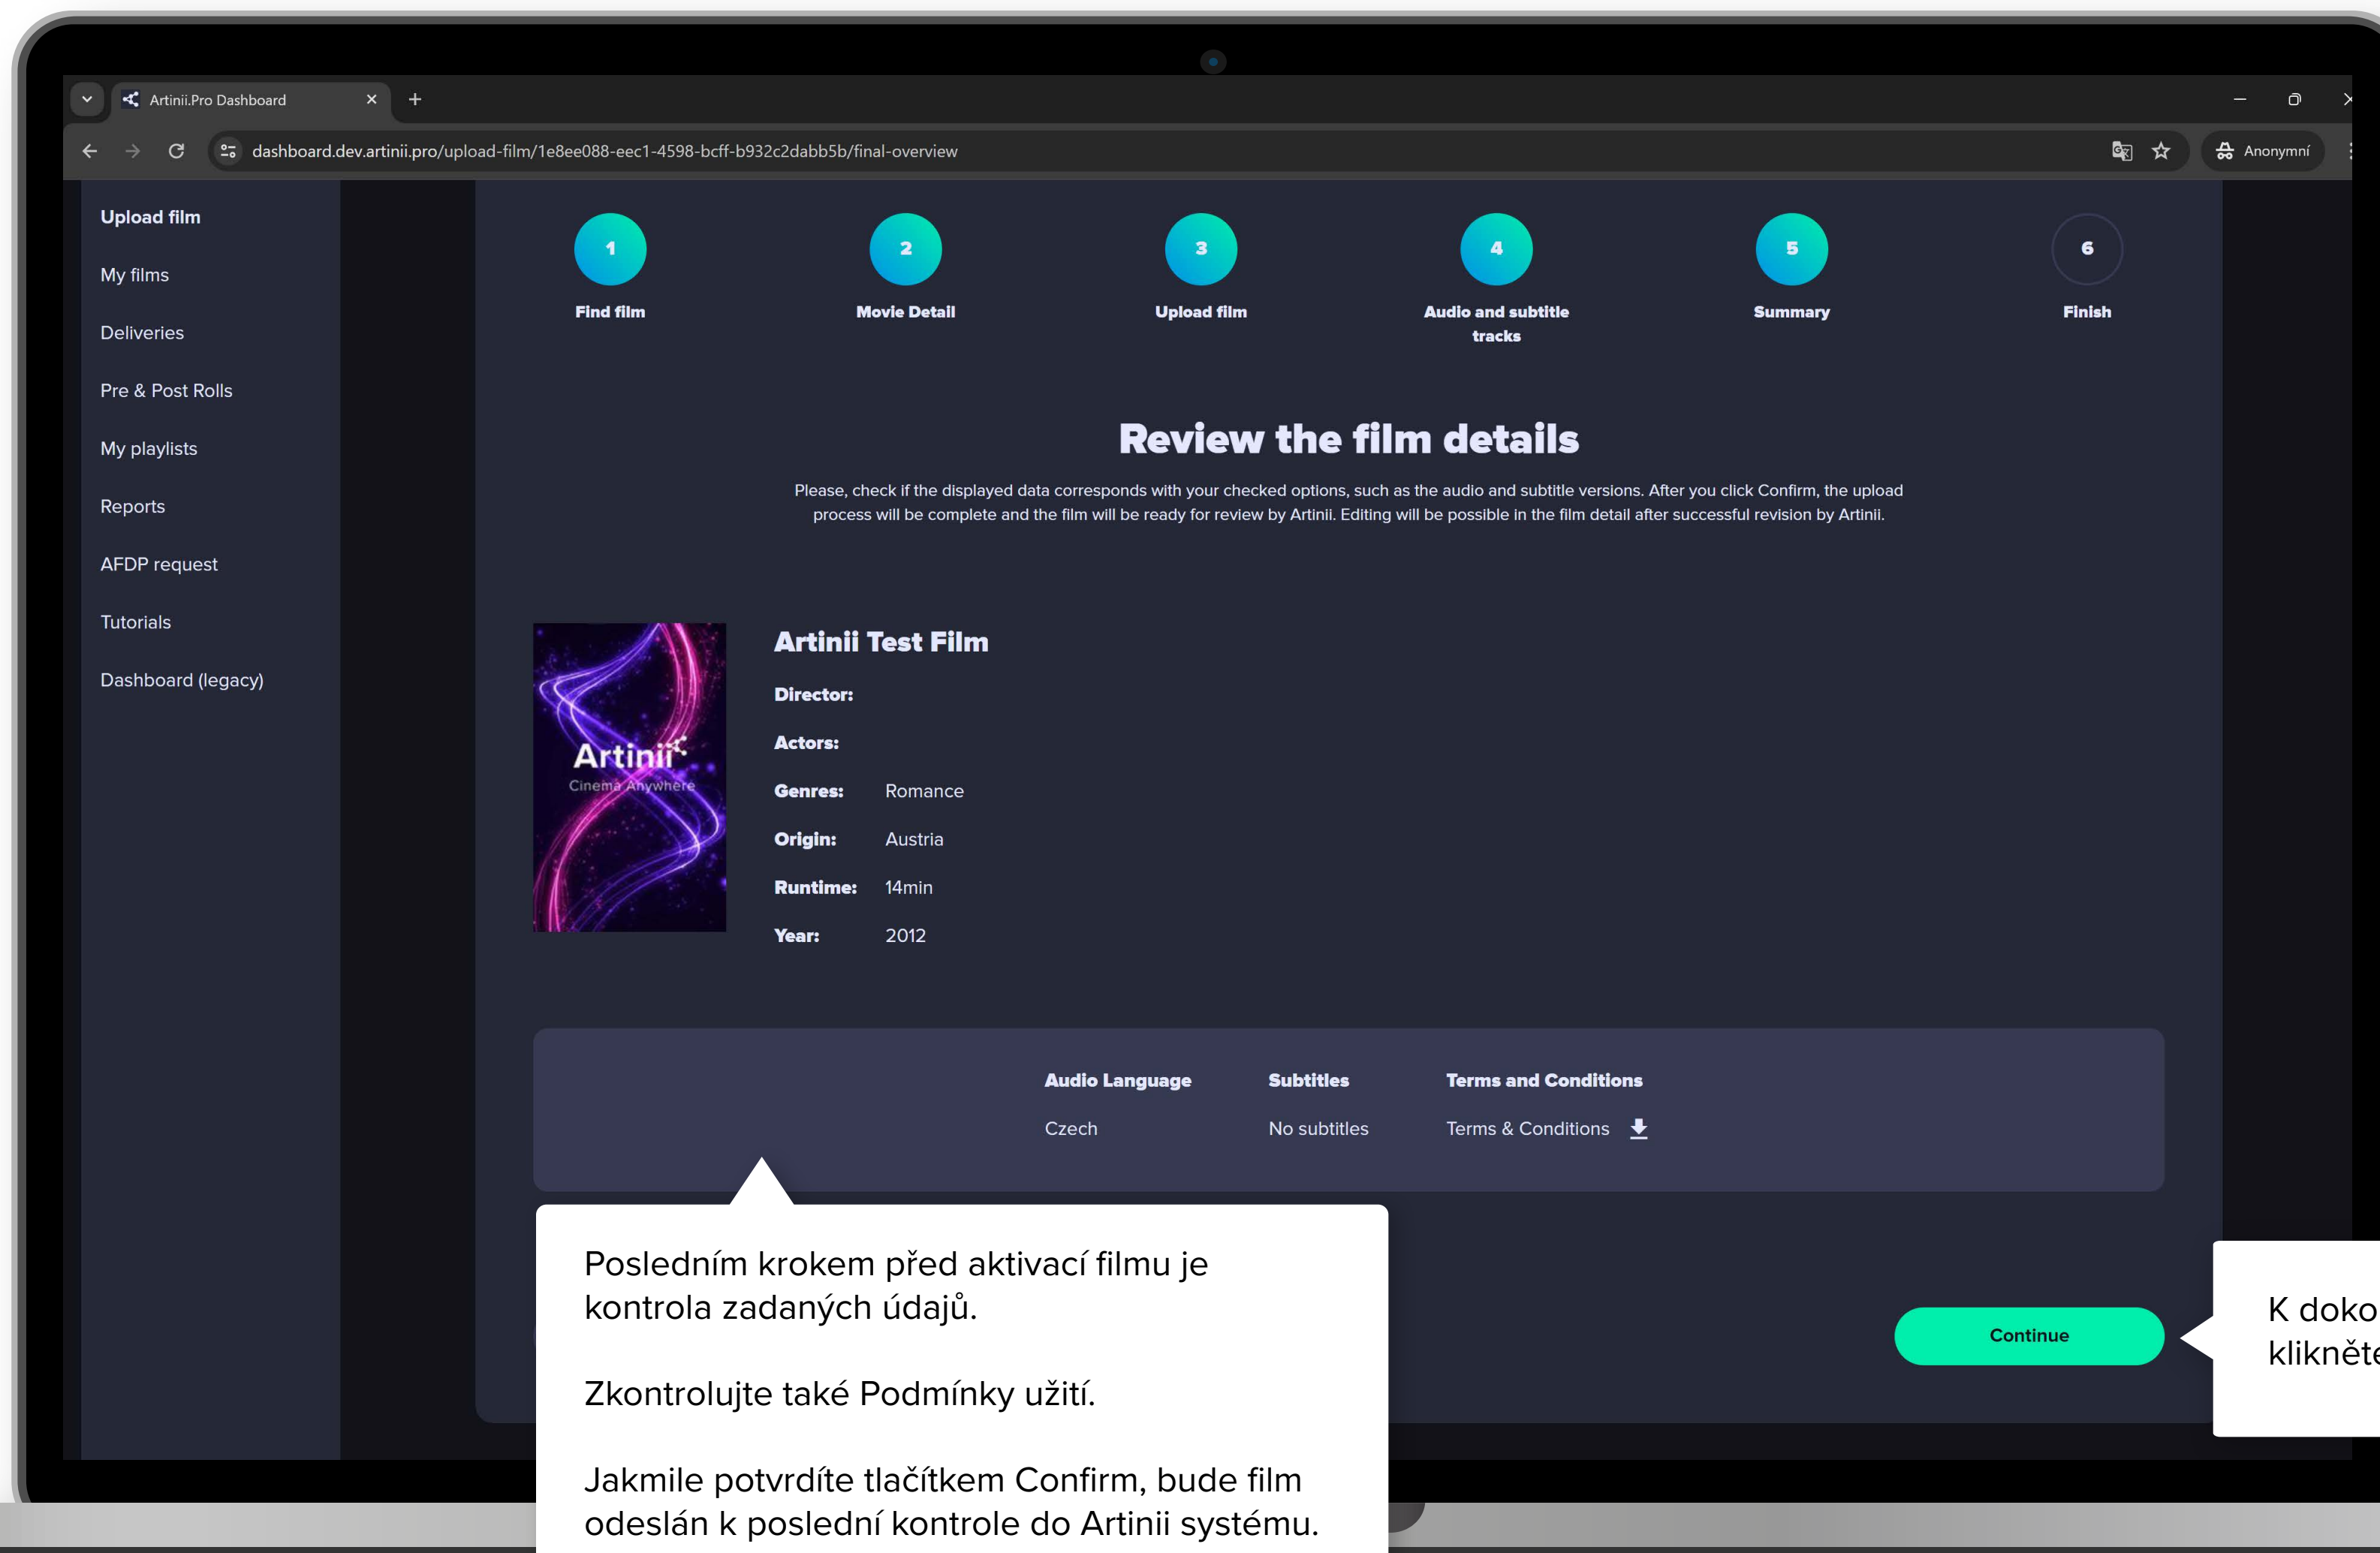 Artinii.Pro Dashboard
dashboard.dev.artinii.pro/upload-film/1e8ee088-eec1-4598-bcff-b932c2dabb5b/final-overview
Anonymní
Upload film
My films
Deliveries
Pre & Post Rolls
My playlists
Reports
AFDP request
Tutorials
Dashboard (legacy)
1
Find film
2
Movie Detail
3
Upload film
4
Audio and subtitle
tracks
5
Summary
6
Finish
Review the film details
Please, check if the displayed data corresponds with your checked options, such as the audio and subtitle versions. After you click Confirm, the upload
process will be complete and the film will be ready for review by Artinii. Editing will be possible in the film detail after successful revision by Artinii.
Artinii
Cinema Anywhere
Artinii Test Film
Director:
Actors:
Genres: Romance
Origin: Austria
Runtime: 14min
Year: 2012
Audio Language Subtitles Terms and Conditions
Czech No subtitles Terms & Conditions
Posledním krokem před aktivací filmu je
kontrola zadaných údajů.
Zkontrolujte také Podmínky užití.
Jakmile potvrdíte tlačítkem Confirm, bude film
odeslán k poslední kontrole do Artinii systému.
Continue
K doko
klikněte